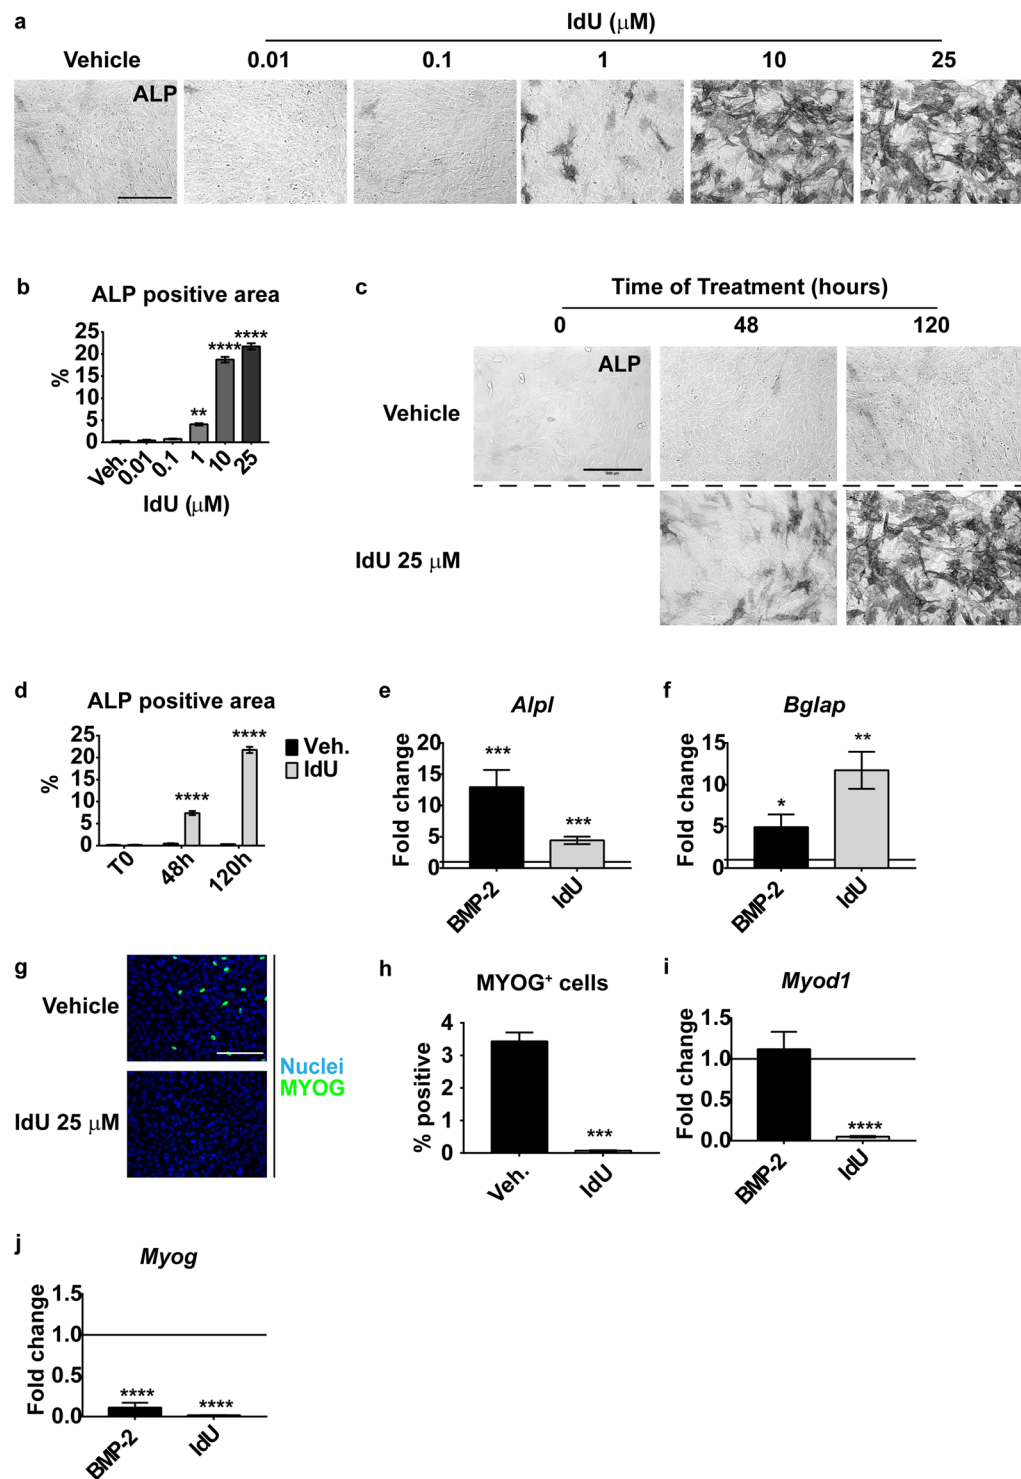 a
IdU (μM)
Vehicle 0.01 0.1 1 10 25
ALP
b
ALP positive area
%
25
20
15
10
5
0
** **** ****
Veh. 0.01 0.1 1 10 25
IdU (μM)
c
Time of Treatment (hours)
0 48 120
ALP
Vehicle
IdU 25 μM
d
ALP positive area
%
25
20
15
10
5
0
**** ****
T0 48h 120h
Veh.
IdU
e
Alpl
Fold change
20
15
10
5
0
*** ***
BMP-2 IdU
f
Bglap
Fold change
15
10
5
0
* **
BMP-2 IdU
g
Vehicle
IdU 25 μM
Nuclei
MYOG
h
MYOG⁺ cells
% positive
4
3
2
1
0
***
Veh. IdU
i
Myod1
Fold change
1.5
1.0
0.5
0.0
****
BMP-2 IdU
j
Myog
Fold change
1.5
1.0
0.5
0.0
**** ****
BMP-2 IdU